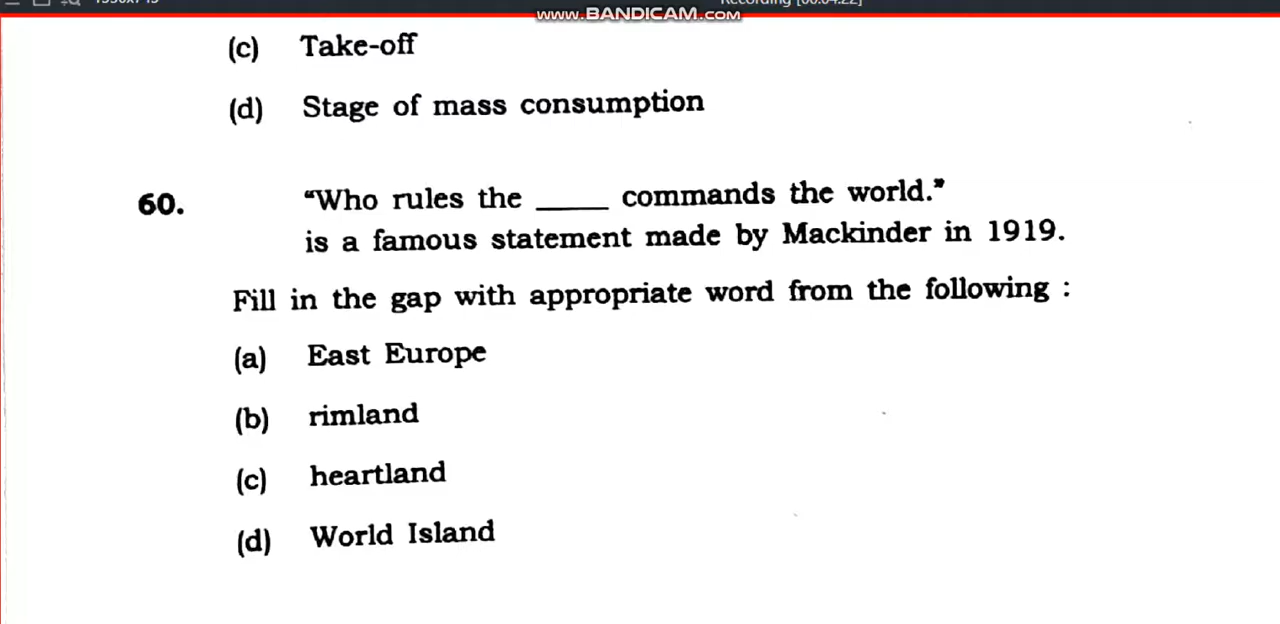 www.BANDICAM.com
(c) Take-off
(d) Stage of mass consumption
60. "Who rules the _____ commands the world."
is a famous statement made by Mackinder in 1919.
Fill in the gap with appropriate word from the following :
(a) East Europe
(b) rimland
(c) heartland
(d) World Island